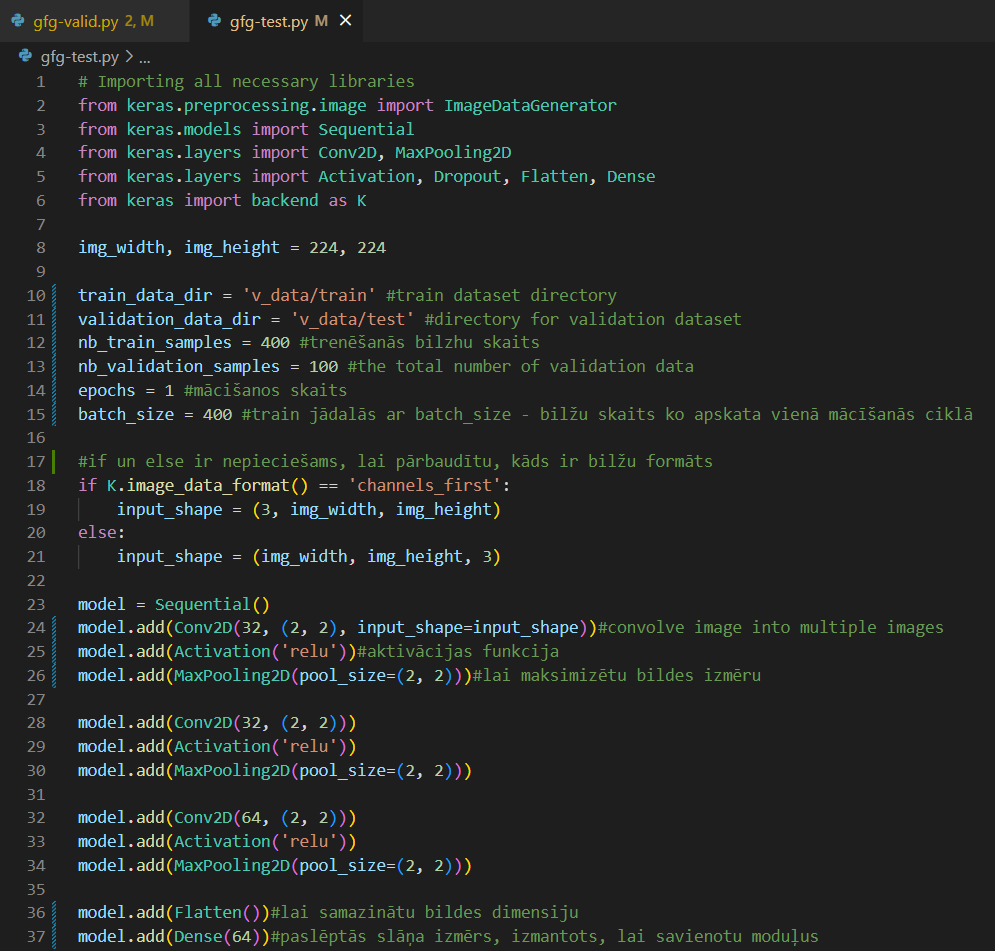 gfg-valid.py 2, M gfg-test.py M ×
gfg-test.py > ...
1 # Importing all necessary libraries
2 from keras.preprocessing.image import ImageDataGenerator
3 from keras.models import Sequential
4 from keras.layers import Conv2D, MaxPooling2D
5 from keras.layers import Activation, Dropout, Flatten, Dense
6 from keras import backend as K
7
8 img_width, img_height = 224, 224
9
10 train_data_dir = 'v_data/train' #train dataset directory
11 validation_data_dir = 'v_data/test' #directory for validation dataset
12 nb_train_samples = 400 #trenēšanās bilzhu skaits
13 nb_validation_samples = 100 #the total number of validation data
14 epochs = 1 #mācišanos skaits
15 batch_size = 400 #train jādalās ar batch_size - bilžu skaits ko apskata vienā mācīšanās ciklā
16
17 #if un else ir nepieciešams, lai pārbaudītu, kāds ir bilžu formāts
18 if K.image_data_format() == 'channels_first':
19     input_shape = (3, img_width, img_height)
20 else:
21     input_shape = (img_width, img_height, 3)
22
23 model = Sequential()
24 model.add(Conv2D(32, (2, 2), input_shape=input_shape))#convolve image into multiple images
25 model.add(Activation('relu'))#aktivācijas funkcija
26 model.add(MaxPooling2D(pool_size=(2, 2)))#lai maksimizētu bildes izmēru
27
28 model.add(Conv2D(32, (2, 2)))
29 model.add(Activation('relu'))
30 model.add(MaxPooling2D(pool_size=(2, 2)))
31
32 model.add(Conv2D(64, (2, 2)))
33 model.add(Activation('relu'))
34 model.add(MaxPooling2D(pool_size=(2, 2)))
35
36 model.add(Flatten())#lai samazinātu bildes dimensiju
37 model.add(Dense(64))#paslēptās slāņa izmērs, izmantots, lai savienotu moduļus